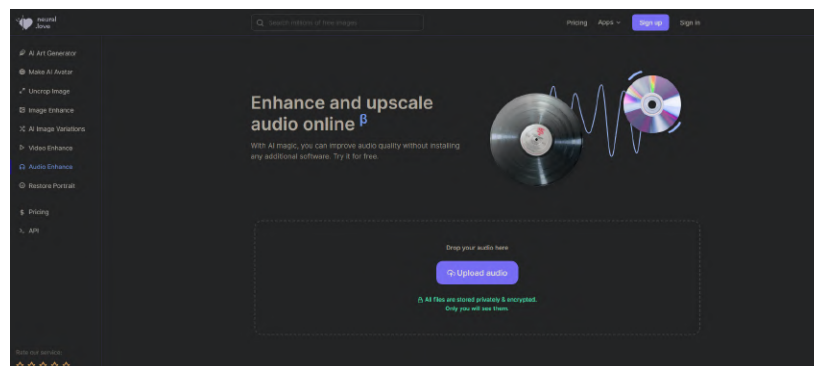 neural
.love
Search billions of free images
Pricing
Apps
Sign up
Sign in
AI Art Generator
Make AI Avatar
Uncrop Image
Image Enhance
AI Image Variations
Video Enhance
Audio Enhance
Restore Portrait
$ Pricing
API
Enhance and upscale
audio online β
With AI magic, you can improve audio quality without installing
any additional software. Try it for free.
Drop your audio here
Upload audio
All files are stored privately & encrypted.
Only you will see them.
Rate our service: